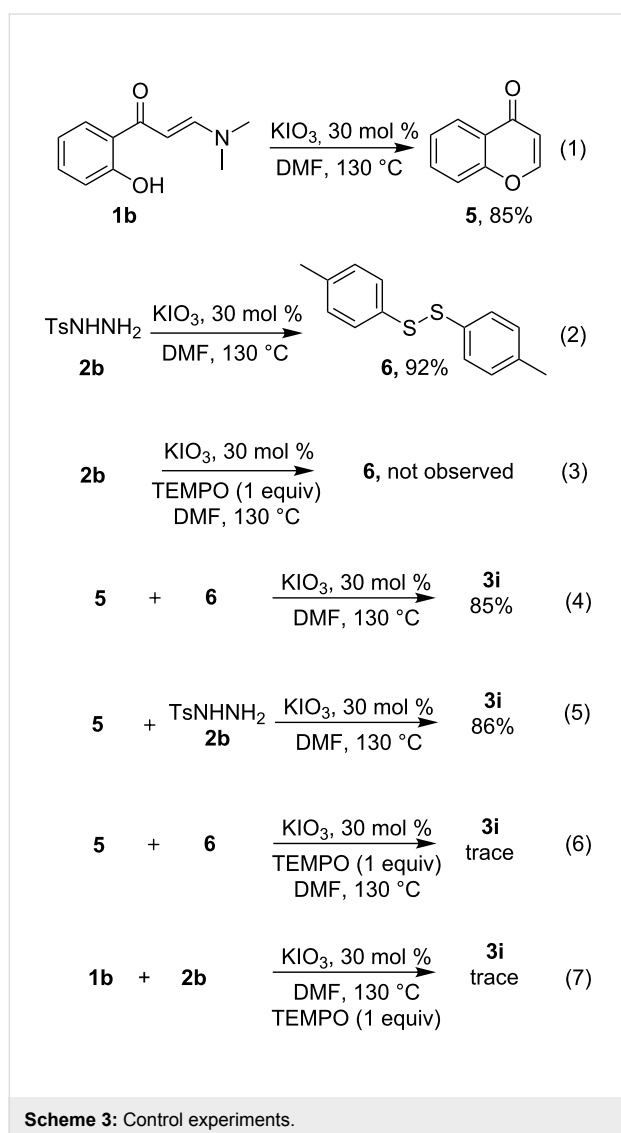 O
N
OH
1b
KIO3, 30 mol %
DMF, 130 °C
O
O
5, 85%
(1)
TsNHNH2
2b
KIO3, 30 mol %
DMF, 130 °C
S
S
6, 92%
(2)
2b
KIO3, 30 mol %
TEMPO (1 equiv)
DMF, 130 °C
6, not observed
(3)
5 + 6
KIO3, 30 mol %
DMF, 130 °C
3i
85%
(4)
5 + TsNHNH2
2b
KIO3, 30 mol %
DMF, 130 °C
3i
86%
(5)
5 + 6
KIO3, 30 mol %
TEMPO (1 equiv)
DMF, 130 °C
3i
trace
(6)
1b + 2b
KIO3, 30 mol %
DMF, 130 °C
TEMPO (1 equiv)
3i
trace
(7)
Scheme 3: Control experiments.